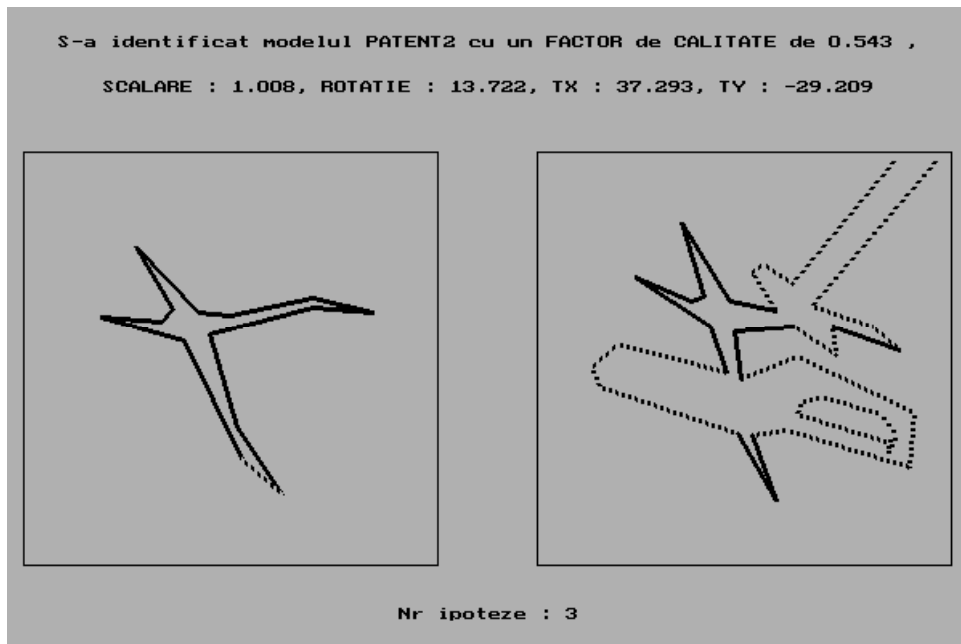 S-a identificat modelul PATENT2 cu un FACTOR de CALITATE de 0.543 ,
SCALARE : 1.008, ROTATIE : 13.722, TX : 37.293, TY : -29.209
Nr ipoteze : 3